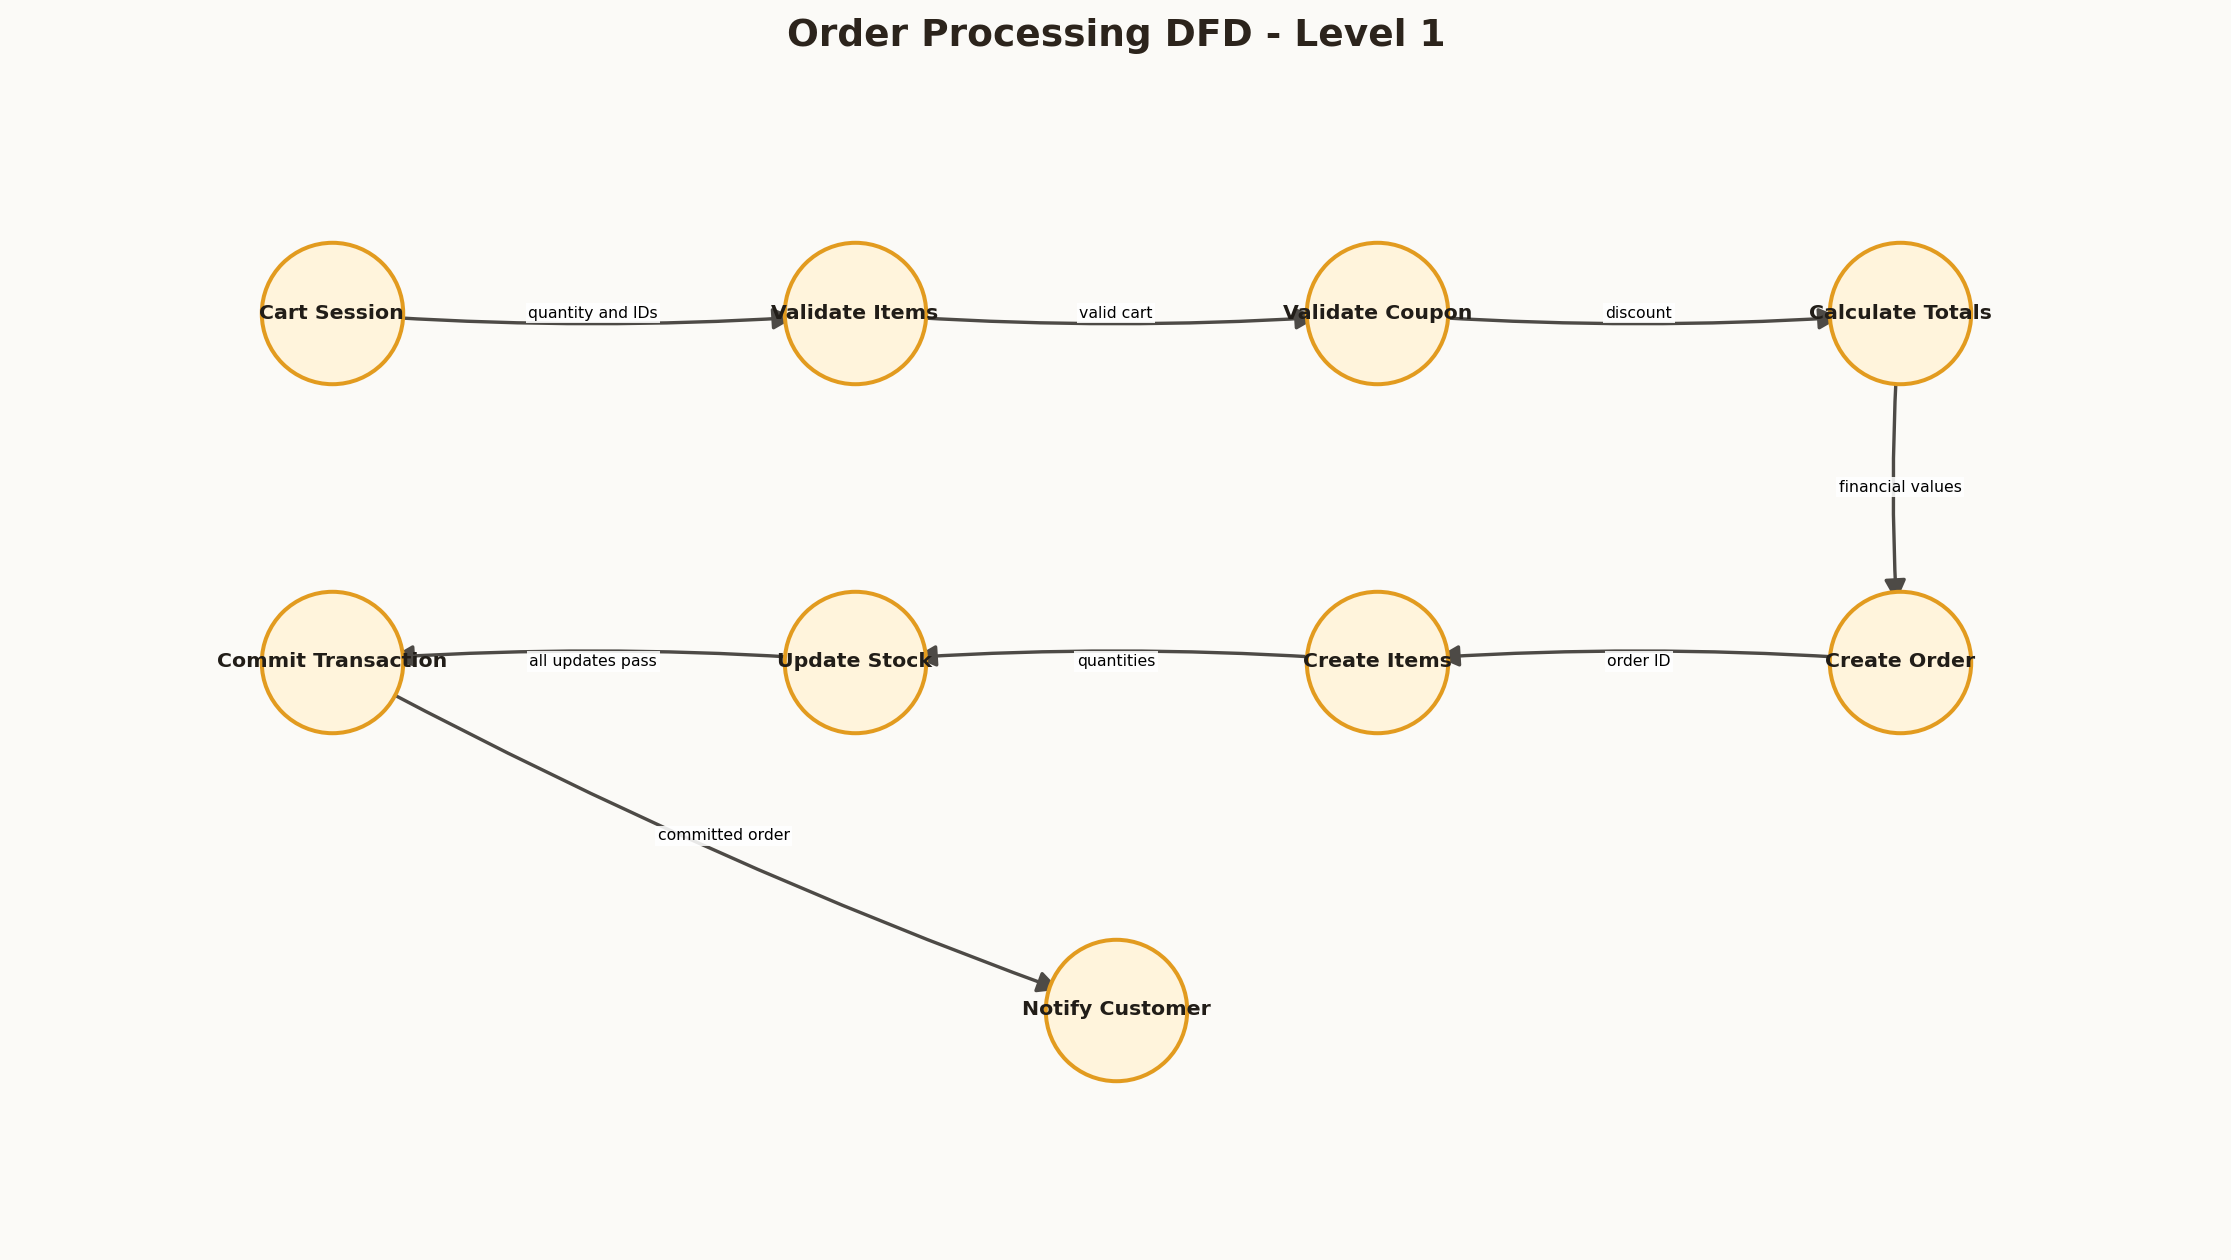 Order Processing DFD - Level 1
Cart Session
quantity and IDs
Validate Items
valid cart
Validate Coupon
discount
Calculate Totals
financial values
Commit Transaction
all updates pass
Update Stock
quantities
Create Items
order ID
Create Order
committed order
Notify Customer